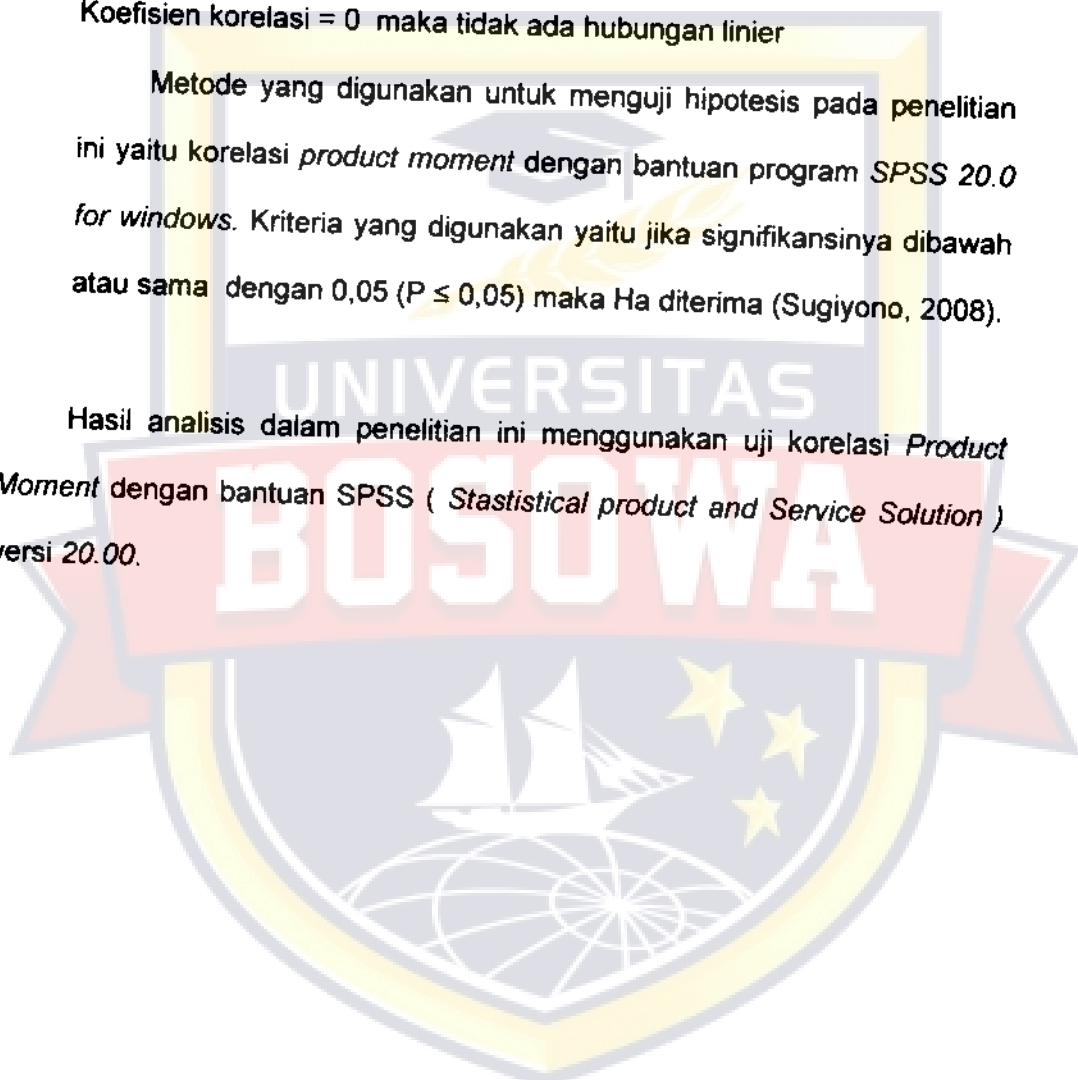 Koefisien korelasi = 0 maka tidak ada hubungan linier
Metode yang digunakan untuk menguji hipotesis pada penelitian
ini yaitu korelasi product moment dengan bantuan program SPSS 20.0
for windows. Kriteria yang digunakan yaitu jika signifikansinya dibawah
atau sama dengan 0,05 (P ≤ 0,05) maka Ha diterima (Sugiyono, 2008).
UNIVERSITAS
Hasil analisis dalam penelitian ini menggunakan uji korelasi Product
Moment dengan bantuan SPSS ( Stastistical product and Service Solution )
versi 20.00.
BOSOWA